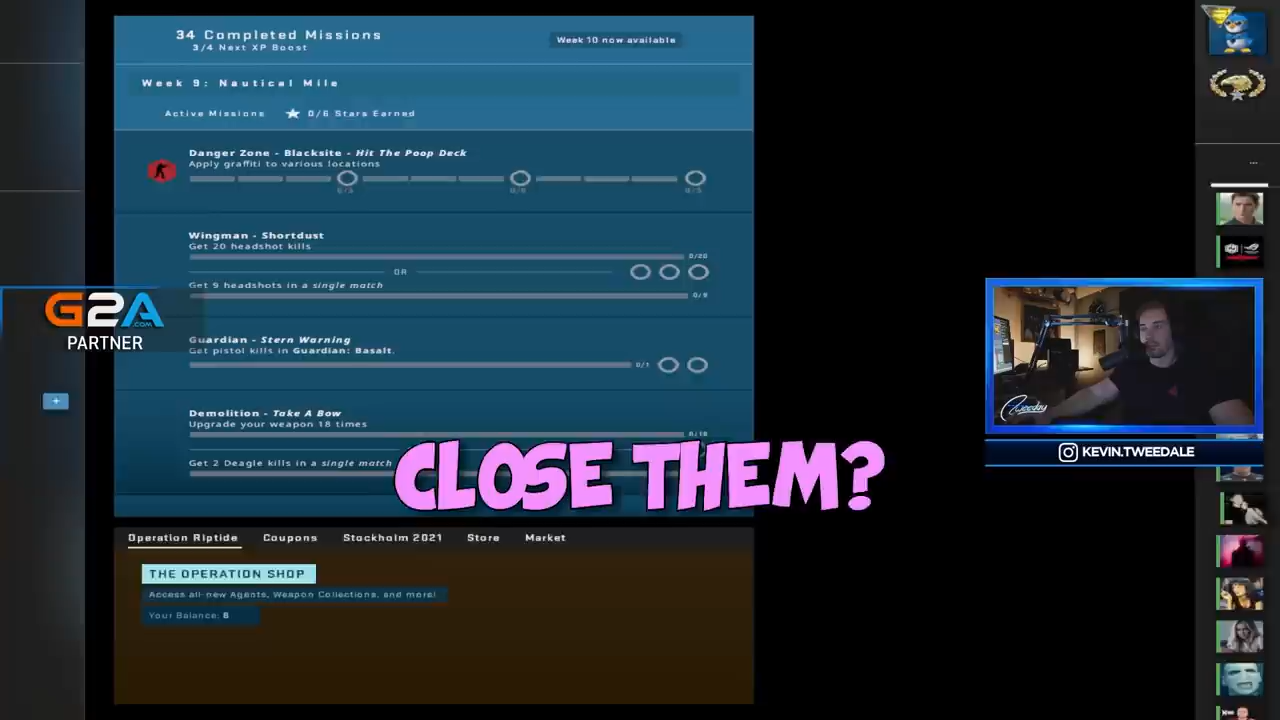 34 Completed Missions
3/4 Next XP Boost
Week 10 now available
Week 9: Nautical Mile
Active Missions
0/6 Stars Earned
Danger Zone - Blacksite - Hit The Poop Deck
Apply graffiti to various locations
Wingman - Shortdust
Get 20 headshot kills
0/20
OR
Get 9 headshots in a single match
0/9
G2A
.COM
PARTNER
Guardian - Stern Warning
Get pistol kills in Guardian: Basalt.
0/1
+
Demolition - Take A Bow
Upgrade your weapon 18 times
0/18
Get 2 Deagle kills in a single match
CLOSE THEM?
Tweeday
KEVIN.TWEEDALE
Operation Riptide
Coupons
Stockholm 2021
Store
Market
THE OPERATION SHOP
Access all-new Agents, Weapon Collections, and more!
Your Balance: 8